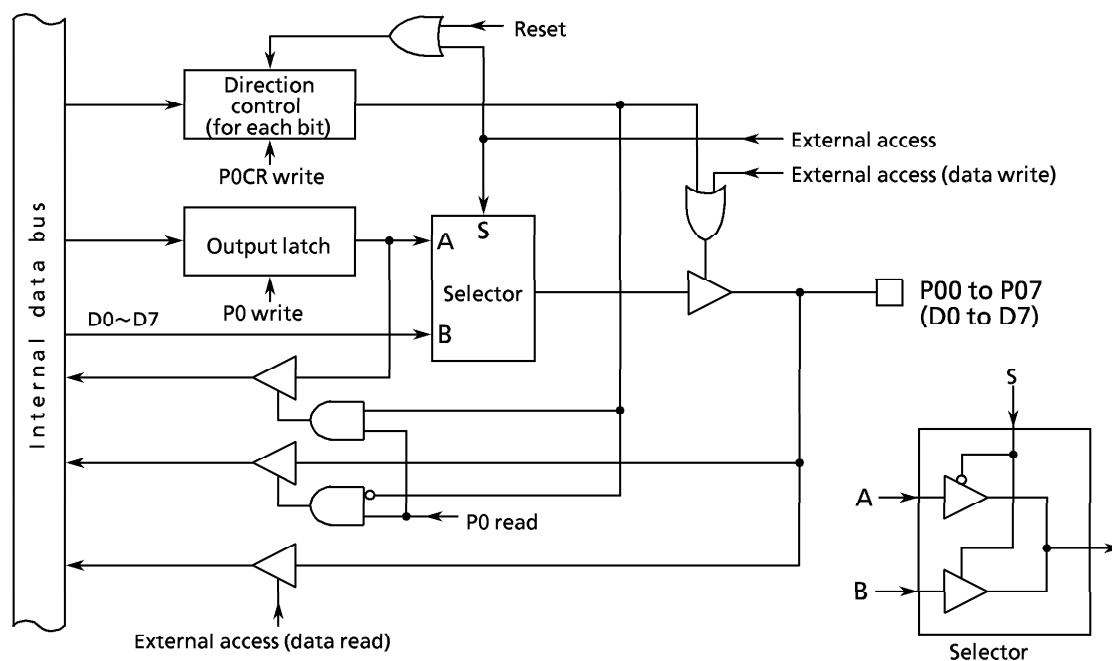 Reset
Direction
control
(for each bit)
External access
P0CR write
External access (data write)
Internal data bus
Output latch
A
S
Selector
B
P0 write
P00 to P07
(D0 to D7)
D0~D7
P0 read
External access (data read)
S
A
B
Selector